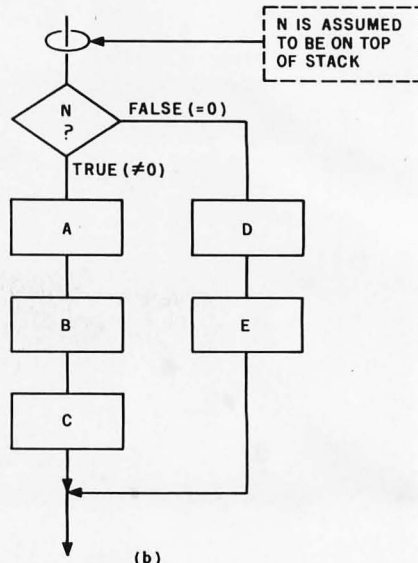 N IS ASSUMED
TO BE ON TOP
OF STACK
N
?
FALSE (=0)
TRUE (≠0)
A
D
B
E
C
(b)